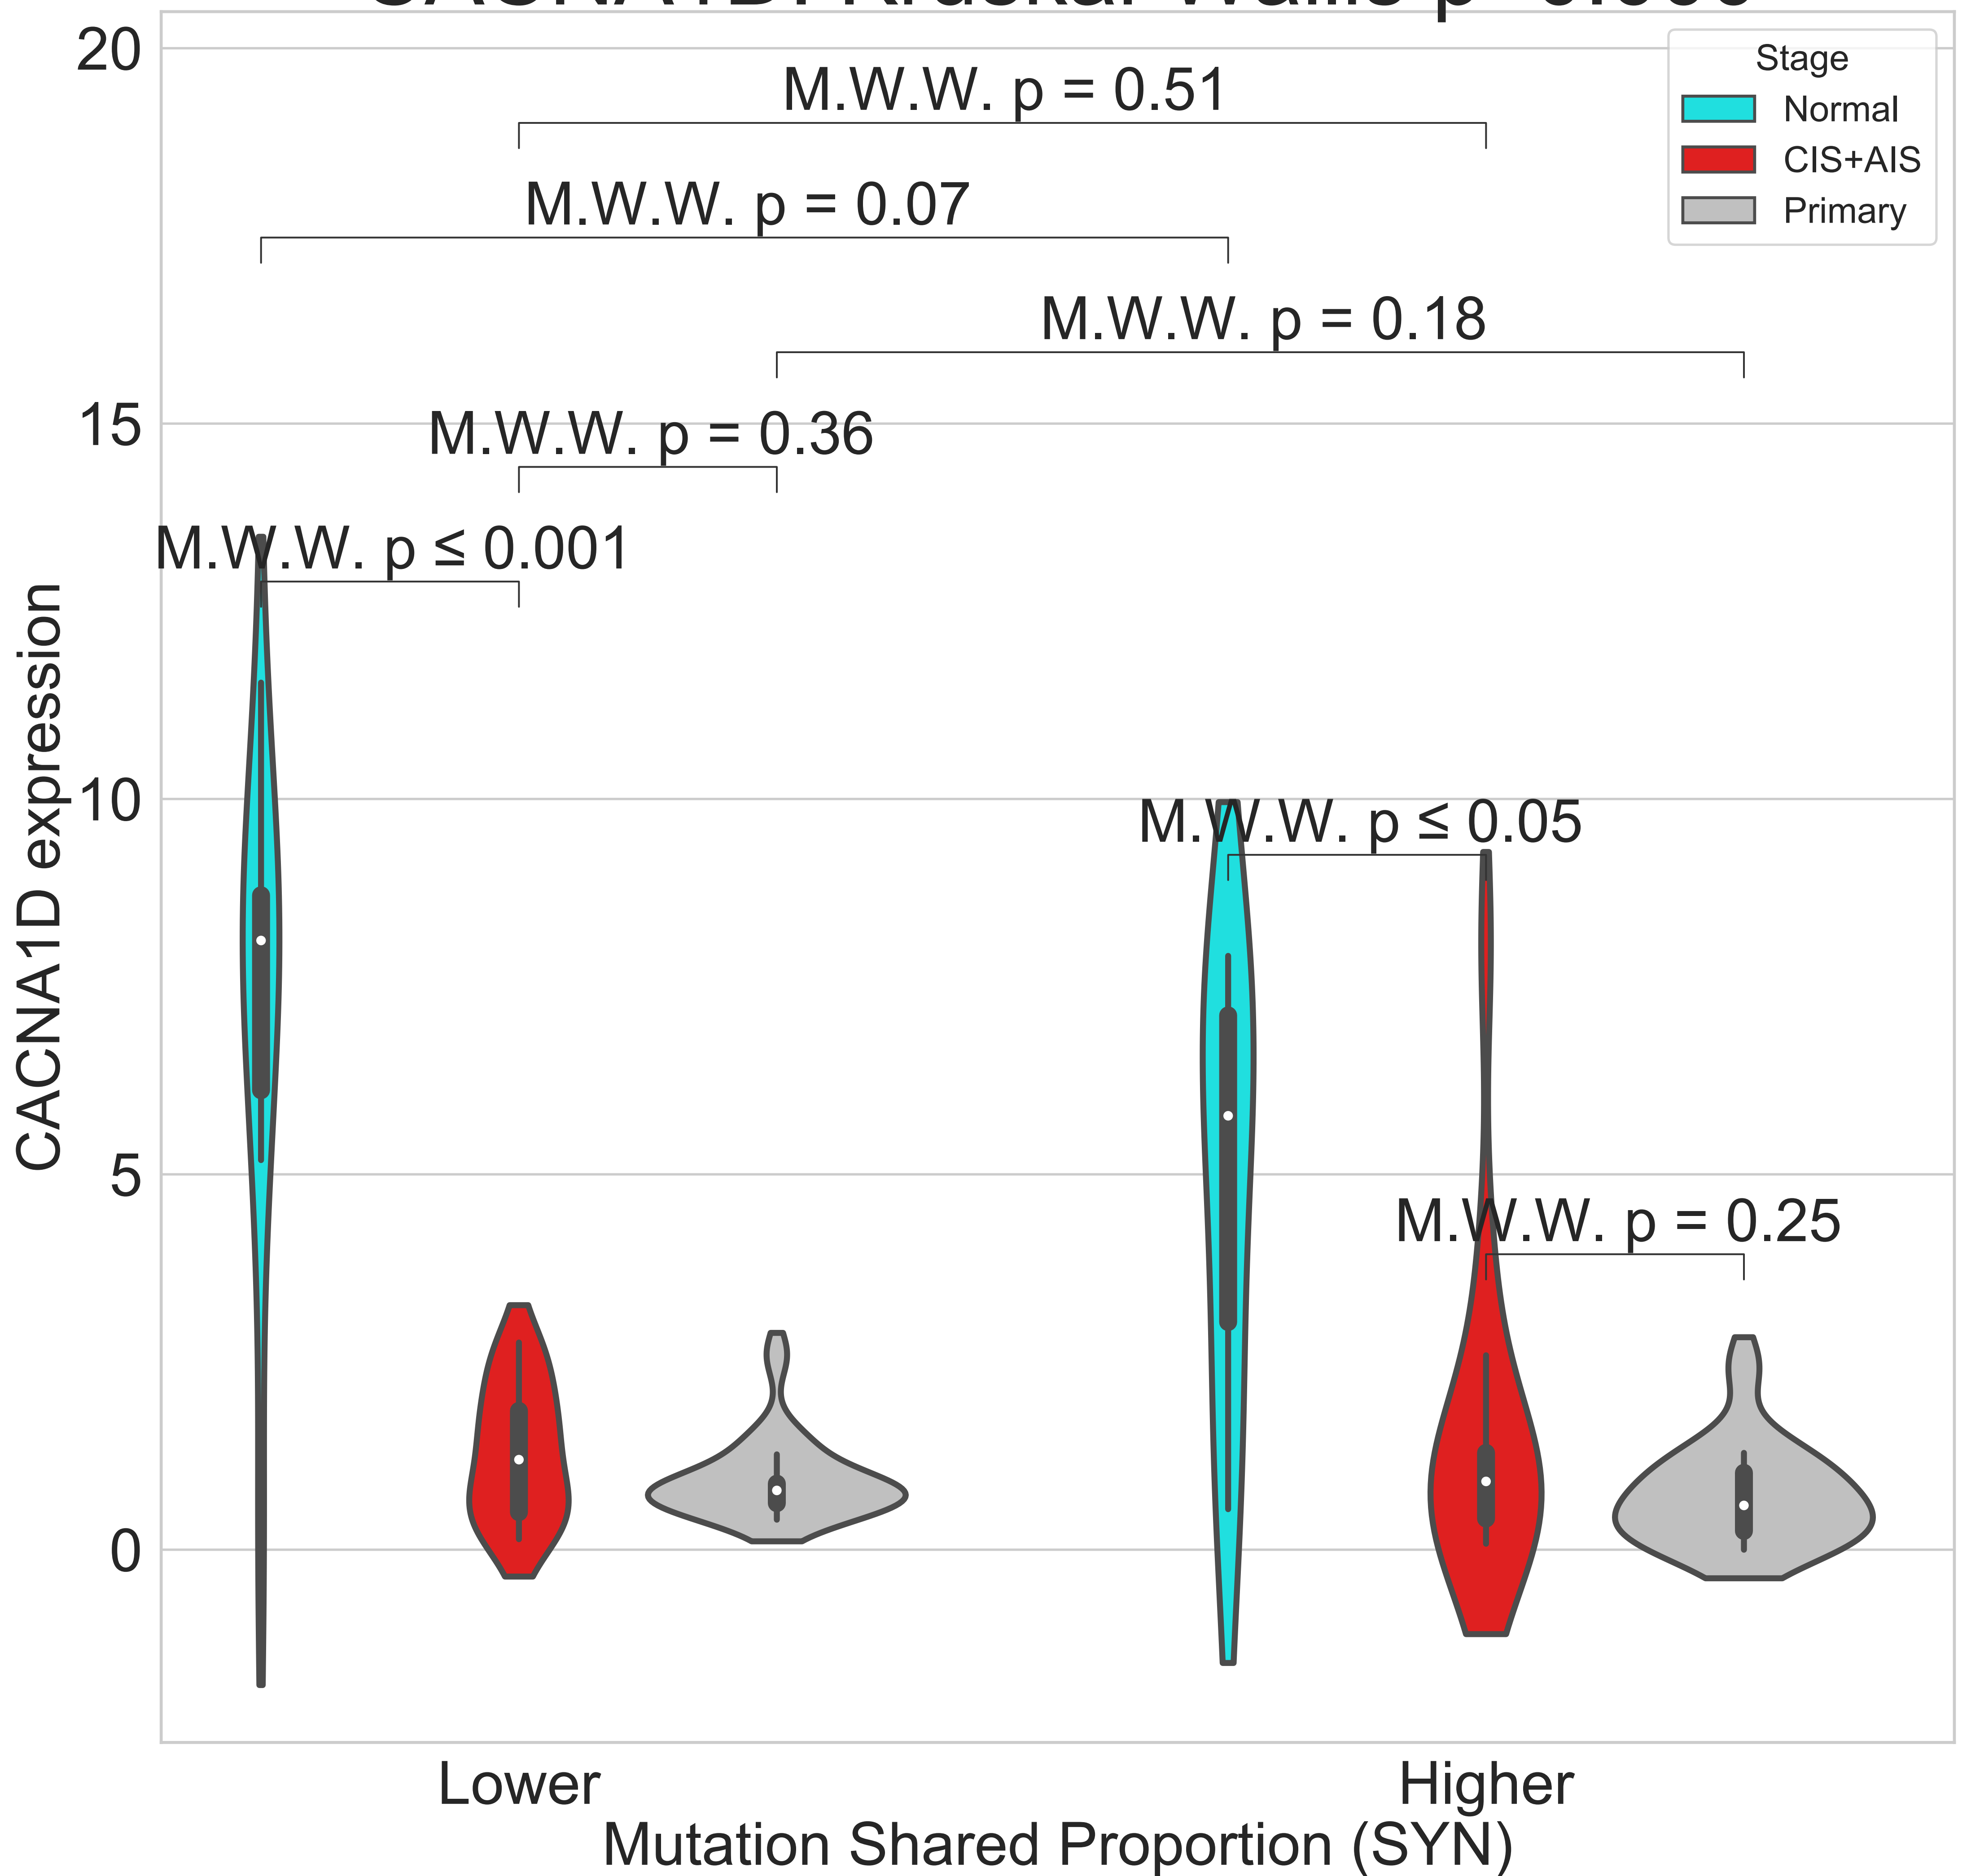 20
15
10
5
0
CACNA1D expression
Stage
Normal
CIS+AIS
Primary
M.W.W. p = 0.51
M.W.W. p = 0.07
M.W.W. p = 0.18
M.W.W. p = 0.36
M.W.W. p ≤ 0.001
M.W.W. p ≤ 0.05
M.W.W. p = 0.25
Lower
Higher
Mutation Shared Proportion (SYN)